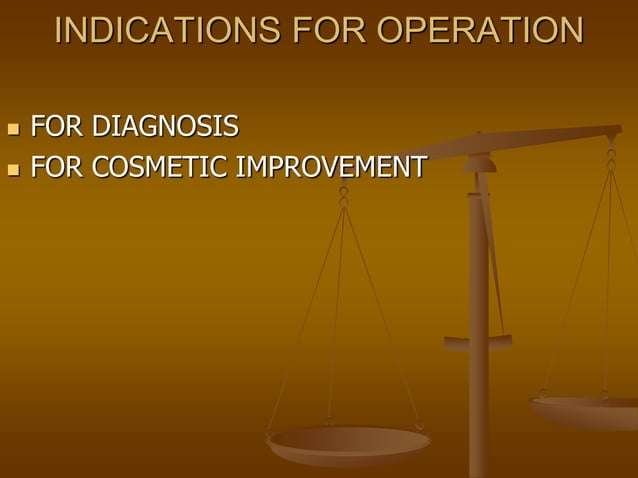 INDICATIONS FOR OPERATION
FOR DIAGNOSIS
FOR COSMETIC IMPROVEMENT